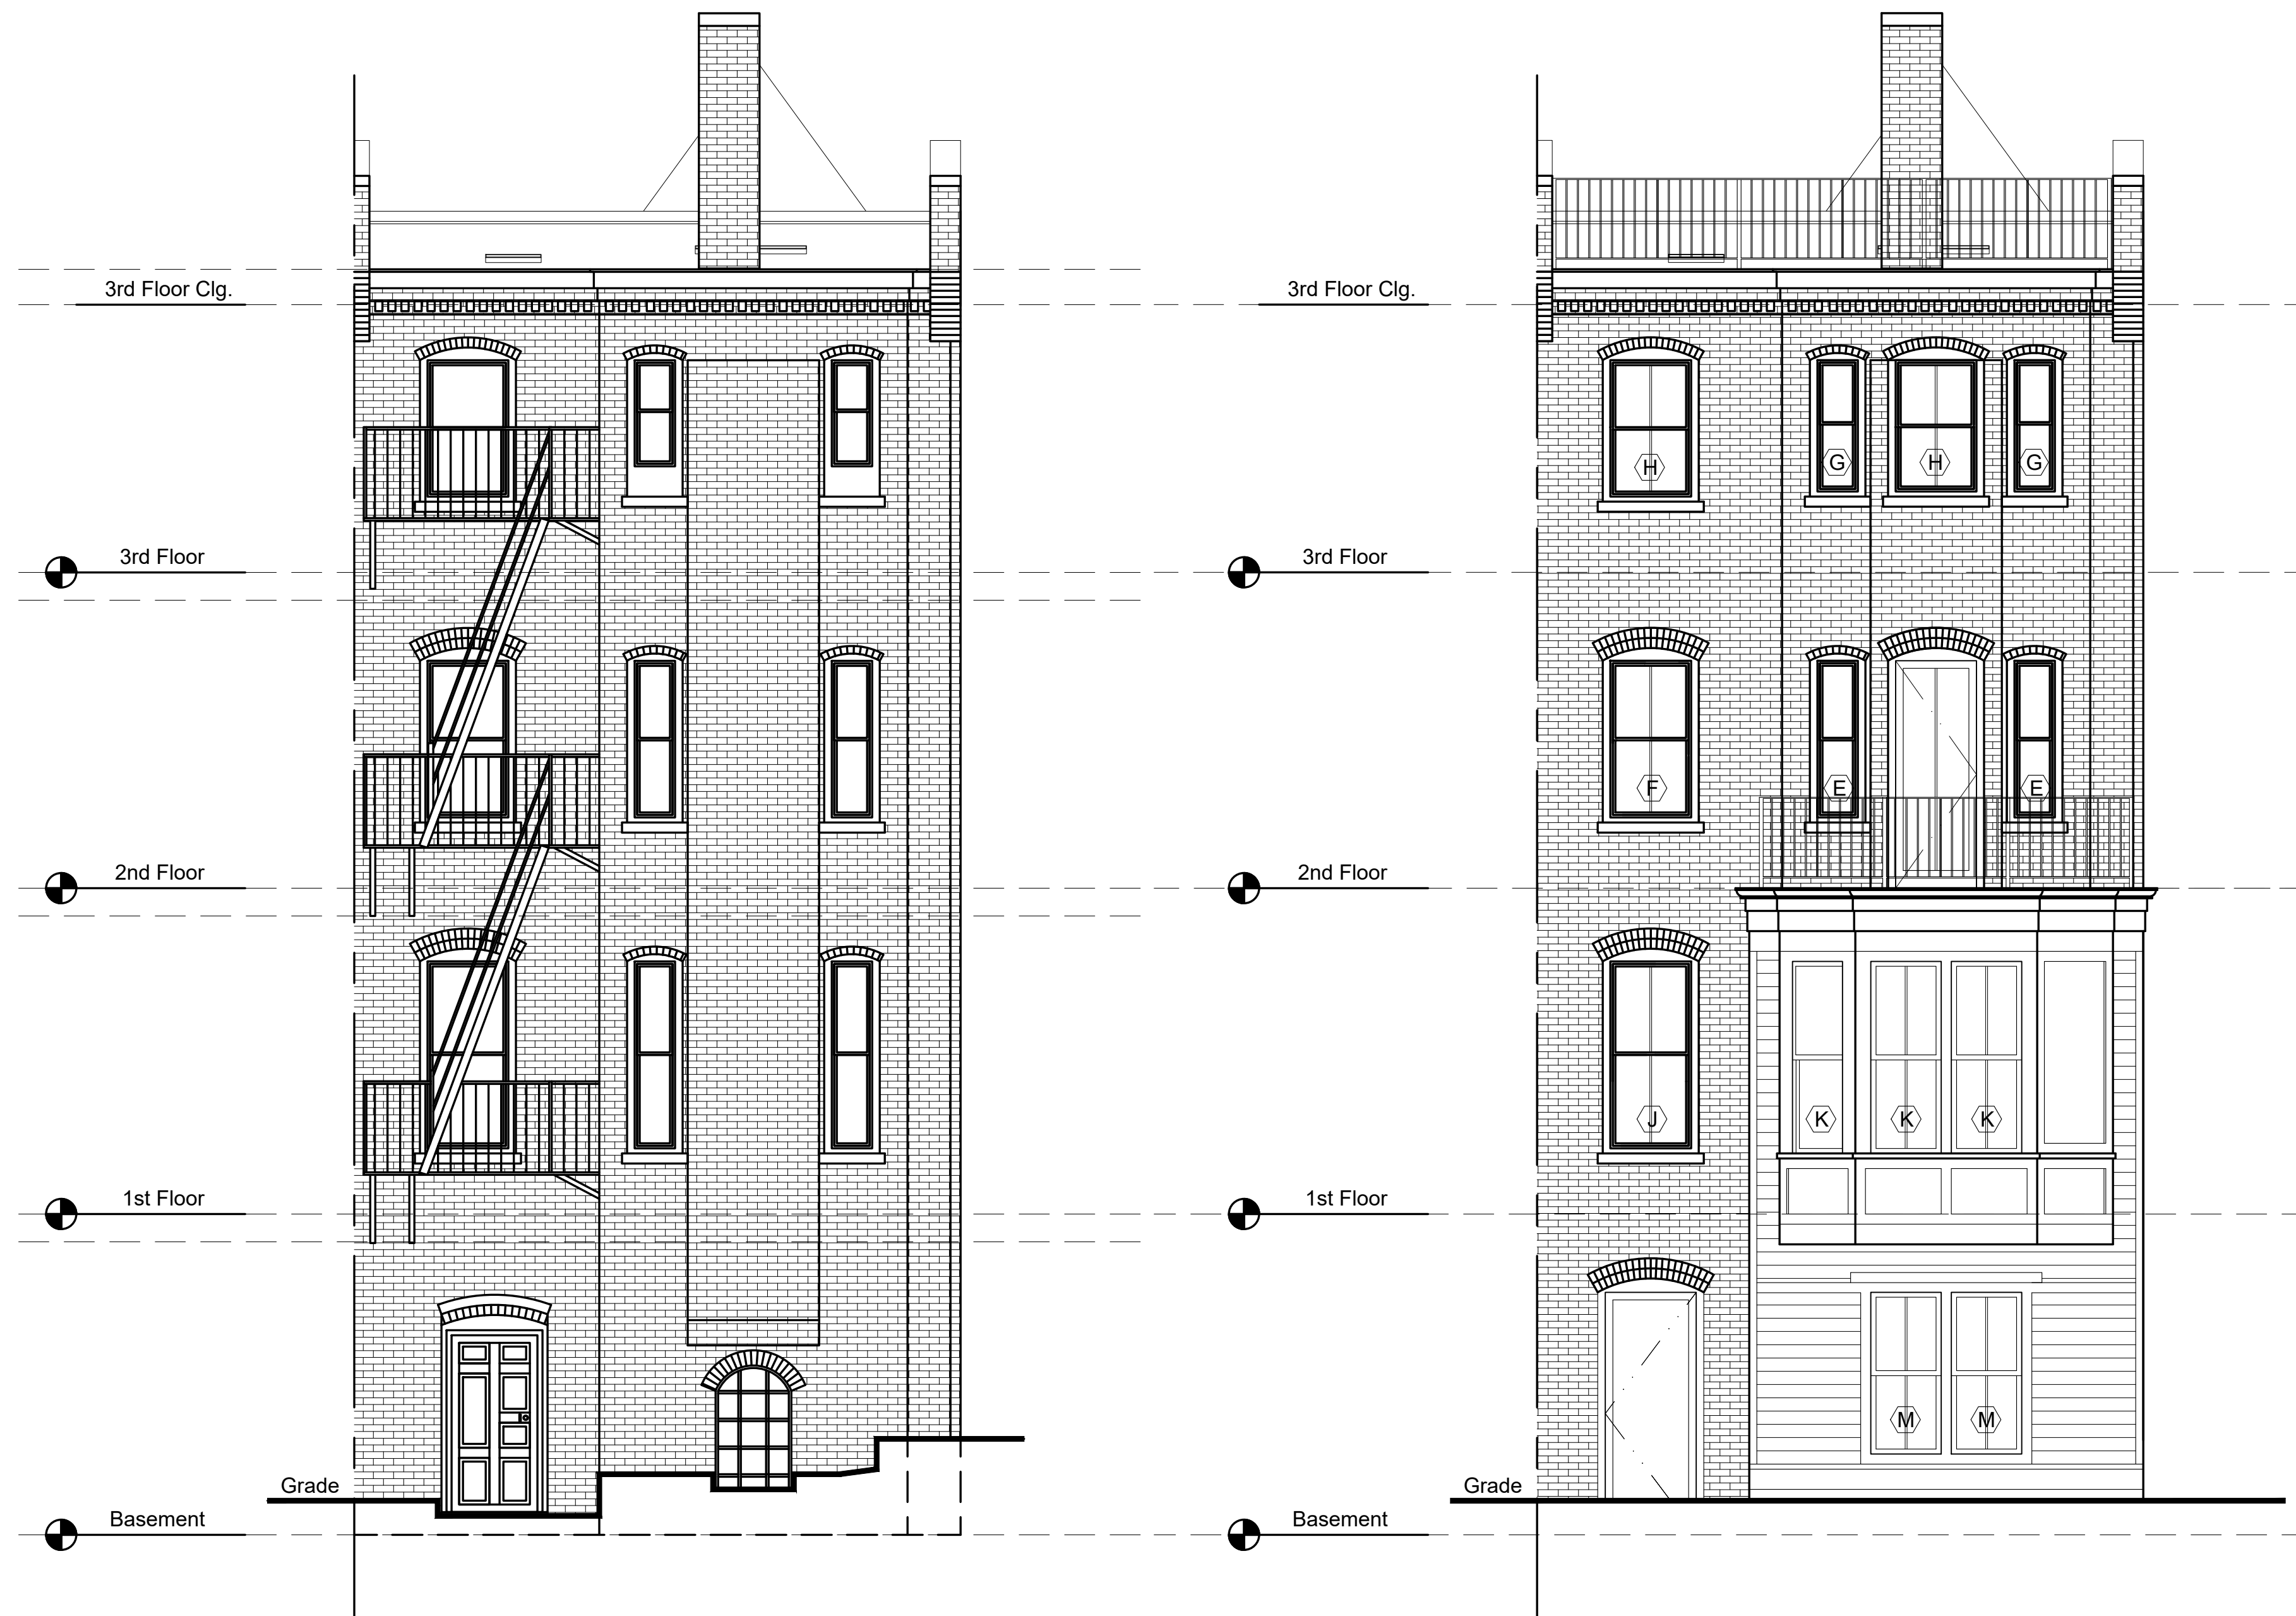 3rd Floor Clg.
3rd Floor Clg.
H
G
H
G
3rd Floor
3rd Floor
F
E
E
2nd Floor
2nd Floor
J
K
K
K
1st Floor
1st Floor
M
M
Grade
Grade
Basement
Basement